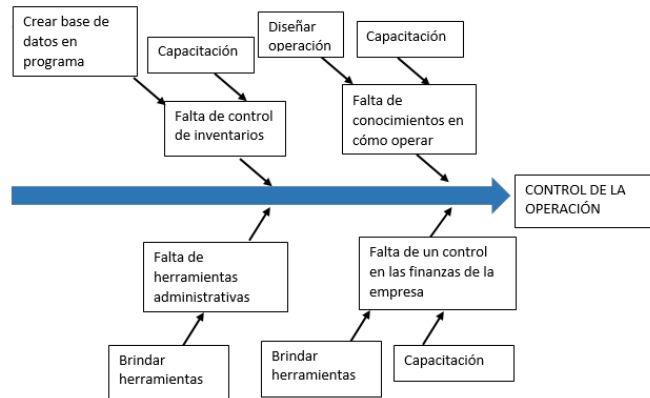 Crear base de
datos en
programa
Capacitación
Diseñar
operación
Capacitación
Falta de control
de inventarios
Falta de
conocimientos en
cómo operar
CONTROL DE LA
OPERACIÓN
Falta de
herramientas
administrativas
Falta de un control
en las finanzas de la
empresa
Brindar
herramientas
Brindar
herramientas
Capacitación